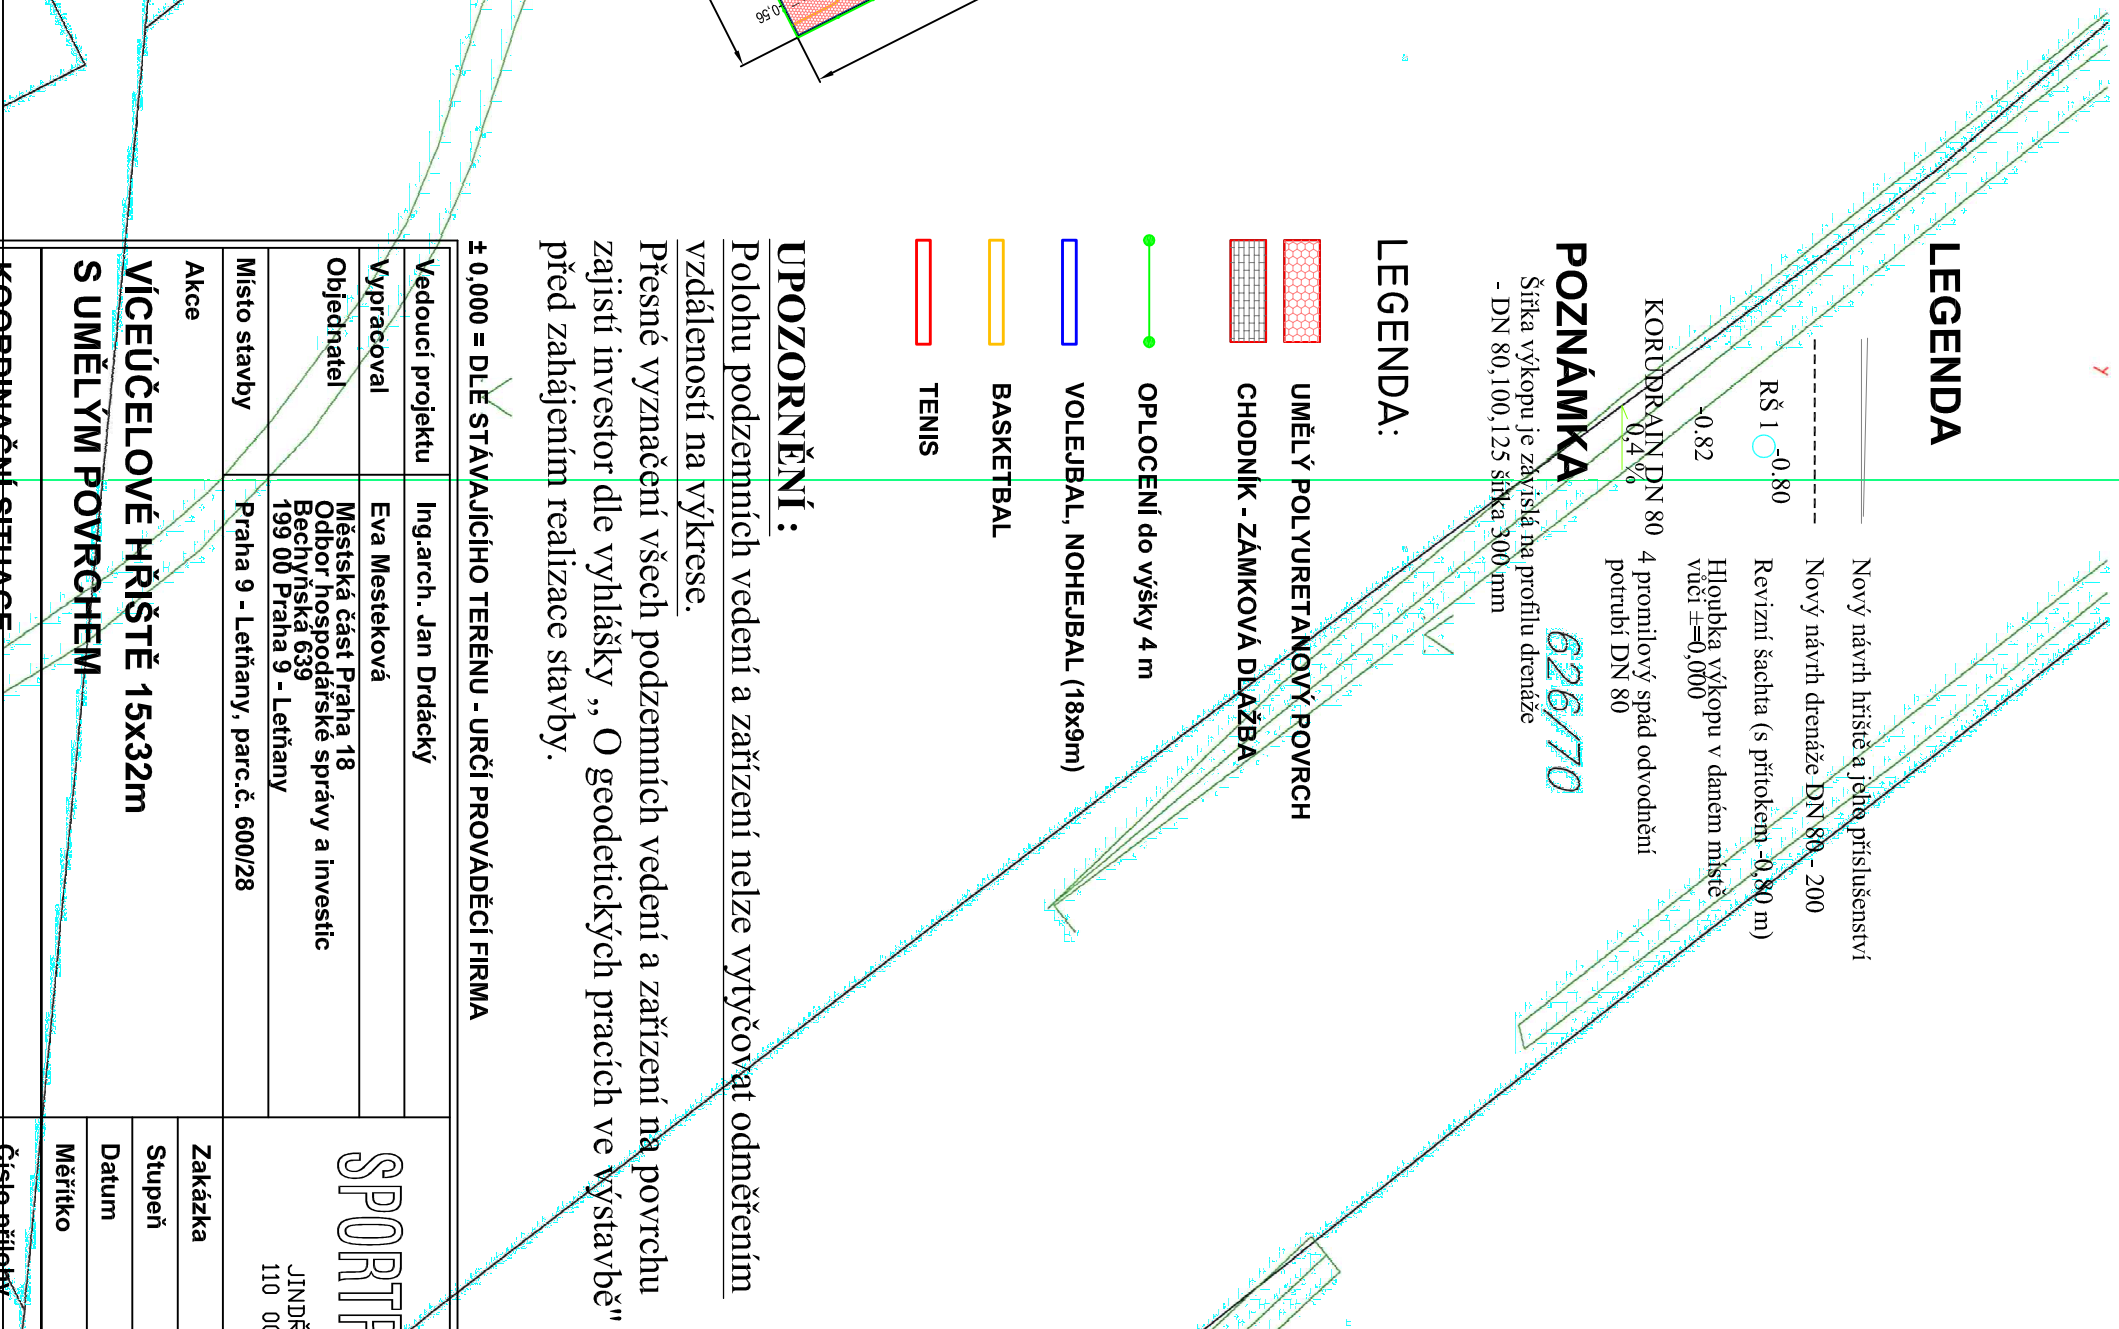 LEGENDA
Nový návrh hřiště a jeho příslušenství
Nový návrh drenáže DN 80 - 200
RŠ 1 -0.80 Revizní šachta (s přítokem -0,80 m)
-0.82 Hloubka výkopu v daném místě
vůči ±=0,000
KORUDRAIN DN 80
0,4 %
4 promilový spád odvodnění
potrubí DN 80
POZNÁMKA
Šířka výkopu je závislá na profilu drenáže
- DN 80,100,125 šířka 300 mm
626/70
LEGENDA:
UMĚLÝ POLYURETANOVÝ POVRCH
CHODNÍK - ZÁMKOVÁ DLAŽBA
OPLOCENÍ do výšky 4 m
VOLEJBAL, NOHEJBAL (18x9m)
BASKETBAL
TENIS
UPOZORNĚNÍ :
Polohu podzemních vedení a zařízení nelze vytyčovat odměřením
vzdáleností na výkrese.
Přesné vyznačení všech podzemních vedení a zařízení na povrchu
zajistí investor dle vyhlášky ,, O geodetických pracích ve výstavbě"
před zahájením realizace stavby.
± 0,000 = DLE STÁVAJÍCÍHO TERÉNU - URČÍ PROVÁDĚCÍ FIRMA
Vedoucí projektu Ing.arch. Jan Drdácký
Vypracoval Eva Mesteková
Objednatel Městská část Praha 18
Odbor hospodářské správy a investic
Bechyňská 639
199 00 Praha 9 - Letňany
Místo stavby Praha 9 - Letňany, parc.č. 600/28
Akce
VÍCEÚČELOVÉ HŘIŠTĚ 15x32m
S UMĚLÝM POVRCHEM
KOORDINAČNÍ SITUACE
110 00
Zakázka
Stupeň
Datum
Měřítko
Číslo přílohy
-0,56
Y